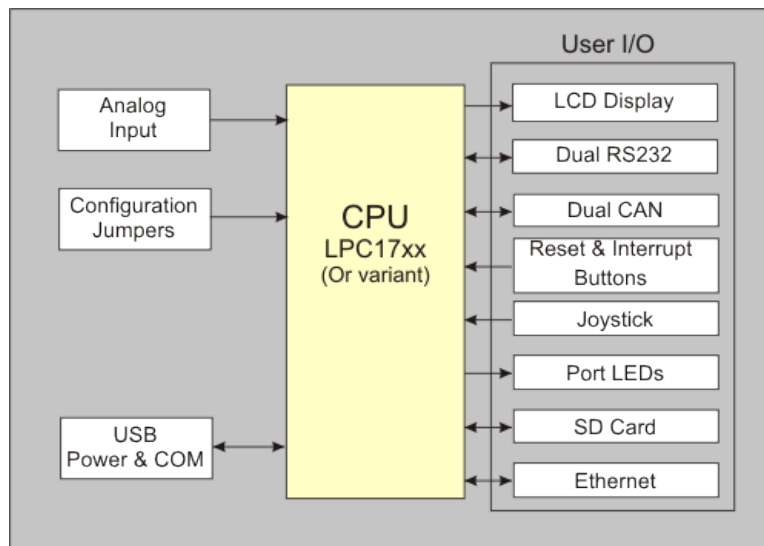 User I/O
Analog
Input
Configuration
Jumpers
USB
Power & COM
CPU
LPC17xx
(Or variant)
LCD Display
Dual RS232
Dual CAN
Reset & Interrupt
Buttons
Joystick
Port LEDs
SD Card
Ethernet